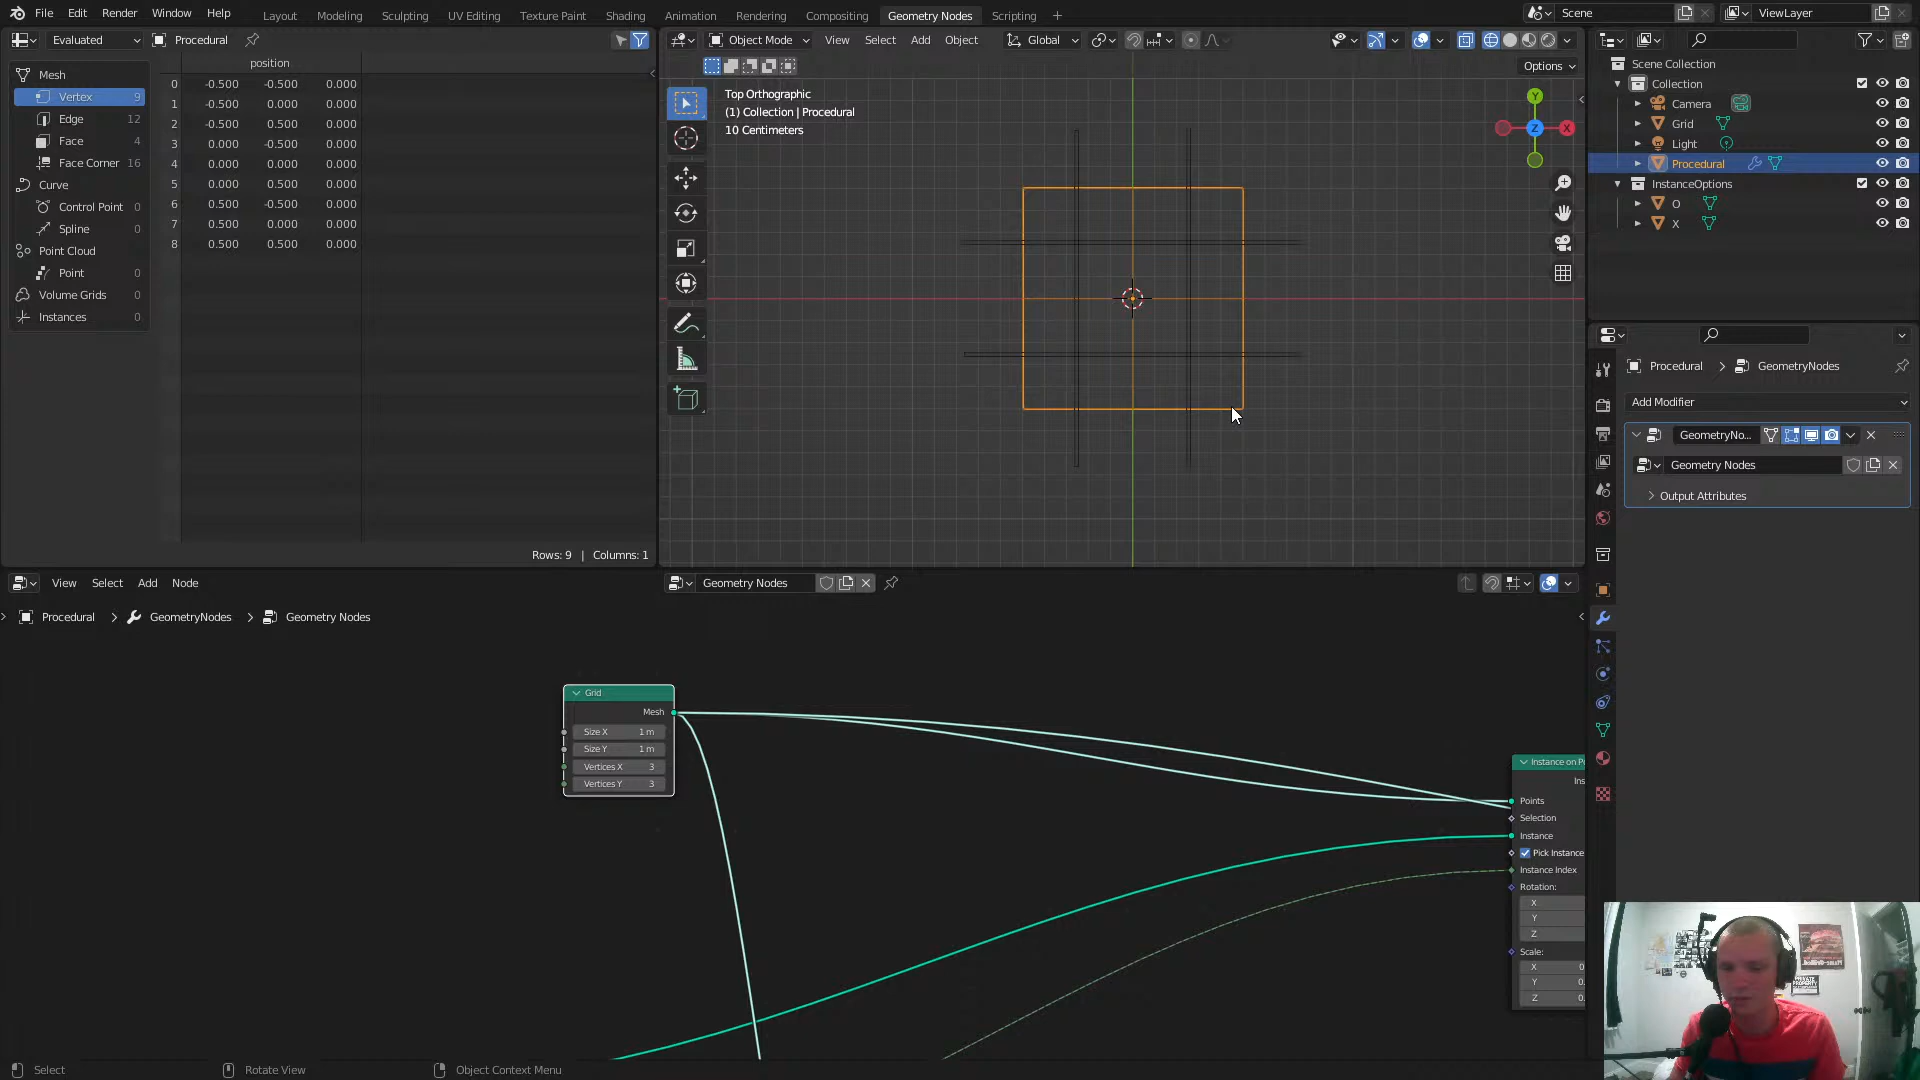 File Edit Render Window Help Layout Modeling Sculpting UV Editing Texture Paint Shading Animation Rendering Compositing Geometry Nodes Scripting + Scene ViewLayer
Evaluated Procedural
Object Mode View Select Add Object Global
Options
position
Mesh
Vertex 9
Edge 12
Face 4
Face Corner 16
Curve
Control Point 0
Spline 0
Point Cloud
Point 0
Volume Grids 0
Instances 0
0 -0.500 -0.500 0.000
1 -0.500 0.000 0.000
2 -0.500 0.500 0.000
3 0.000 -0.500 0.000
4 0.000 0.000 0.000
5 0.000 0.500 0.000
6 0.500 -0.500 0.000
7 0.500 0.000 0.000
8 0.500 0.500 0.000
Rows: 9 | Columns: 1
Top Orthographic
(1) Collection | Procedural
10 Centimeters
Y
Z X
Scene Collection
Collection
Camera
Grid
Light
Procedural
InstanceOptions
O
X
Procedural GeometryNodes
Add Modifier
GeometryNo...
Geometry Nodes
Output Attributes
View Select Add Node Geometry Nodes
Procedural GeometryNodes Geometry Nodes
Grid
Mesh
Size X 1 m
Size Y 1 m
Vertices X 3
Vertices Y 3
Instance on Po
Ins
Points
Selection
Instance
Pick Instance
Instance Index
Rotation:
X
Y
Z
Scale:
X 0
Y 0.
Z 0.
PRIVATE
PROPERTY
Select Rotate View Object Context Menu